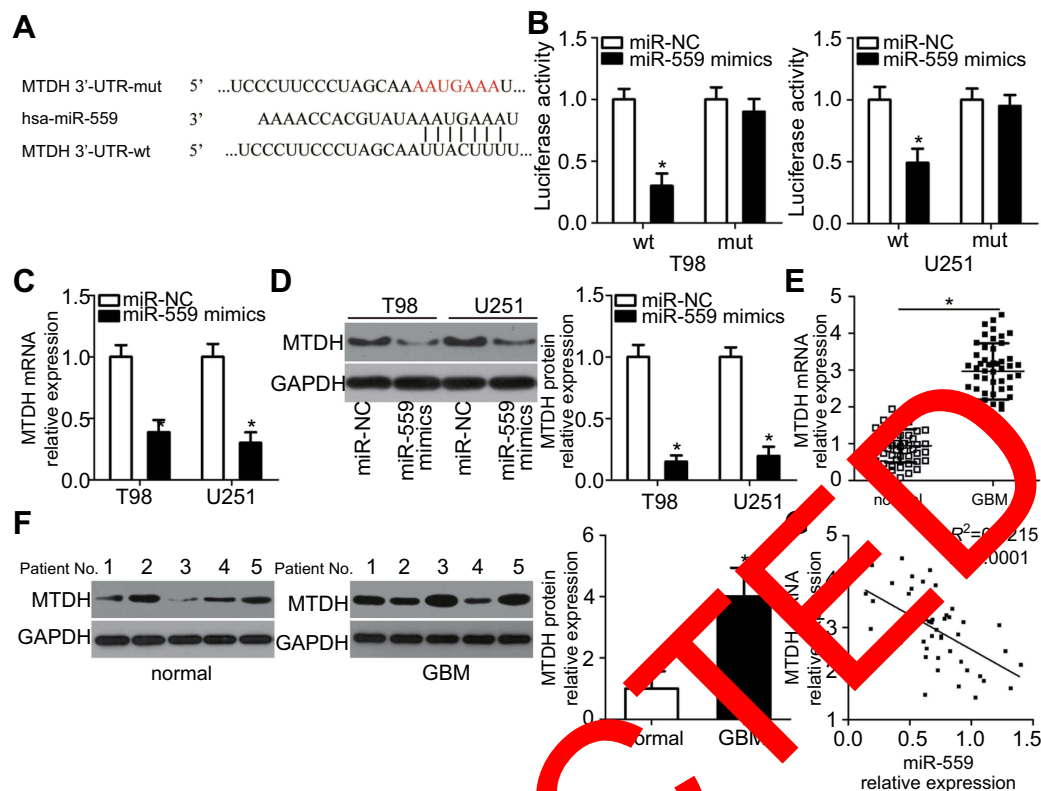 A
MTDH 3'-UTR-mut 5' ...UCCCUUCCCUAGCAAAAUGAAAU...
hsa-miR-559 3' AAAACCACGUAUAAAUGAAAU
MTDH 3'-UTR-wt 5' ...UCCCUUCCCUAGCAAUUACUUUU...
B
miR-NC
miR-559 mimics
Luciferase activity
1.5
1.0
0.5
0.0
wt mut
T98
miR-NC
miR-559 mimics
Luciferase activity
1.5
1.0
0.5
0.0
wt mut
U251
* *
C
miR-NC
miR-559 mimics
MTDH mRNA
relative expression
1.5
1.0
0.5
0.0
* *
T98 U251
D
T98 U251
MTDH
GAPDH
miR-NC
miR-559
mimics
miR-NC
miR-559
mimics
miR-NC
miR-559 mimics
MTDH protein
relative expression
1.5
1.0
0.5
0.0
* *
T98 U251
E
MTDH mRNA
relative expression
5
4
3
2
1
0
*
GBM
F
Patient No. 1 2 3 4 5
MTDH
GAPDH
normal
Patient No. 1 2 3 4 5
MTDH
GAPDH
GBM
MTDH protein
relative expression
6
4
2
0
GBM
MTDH
relative
5
3
2
1
0.0 0.5 1.0 1.5
miR-559
relative expression
CTED